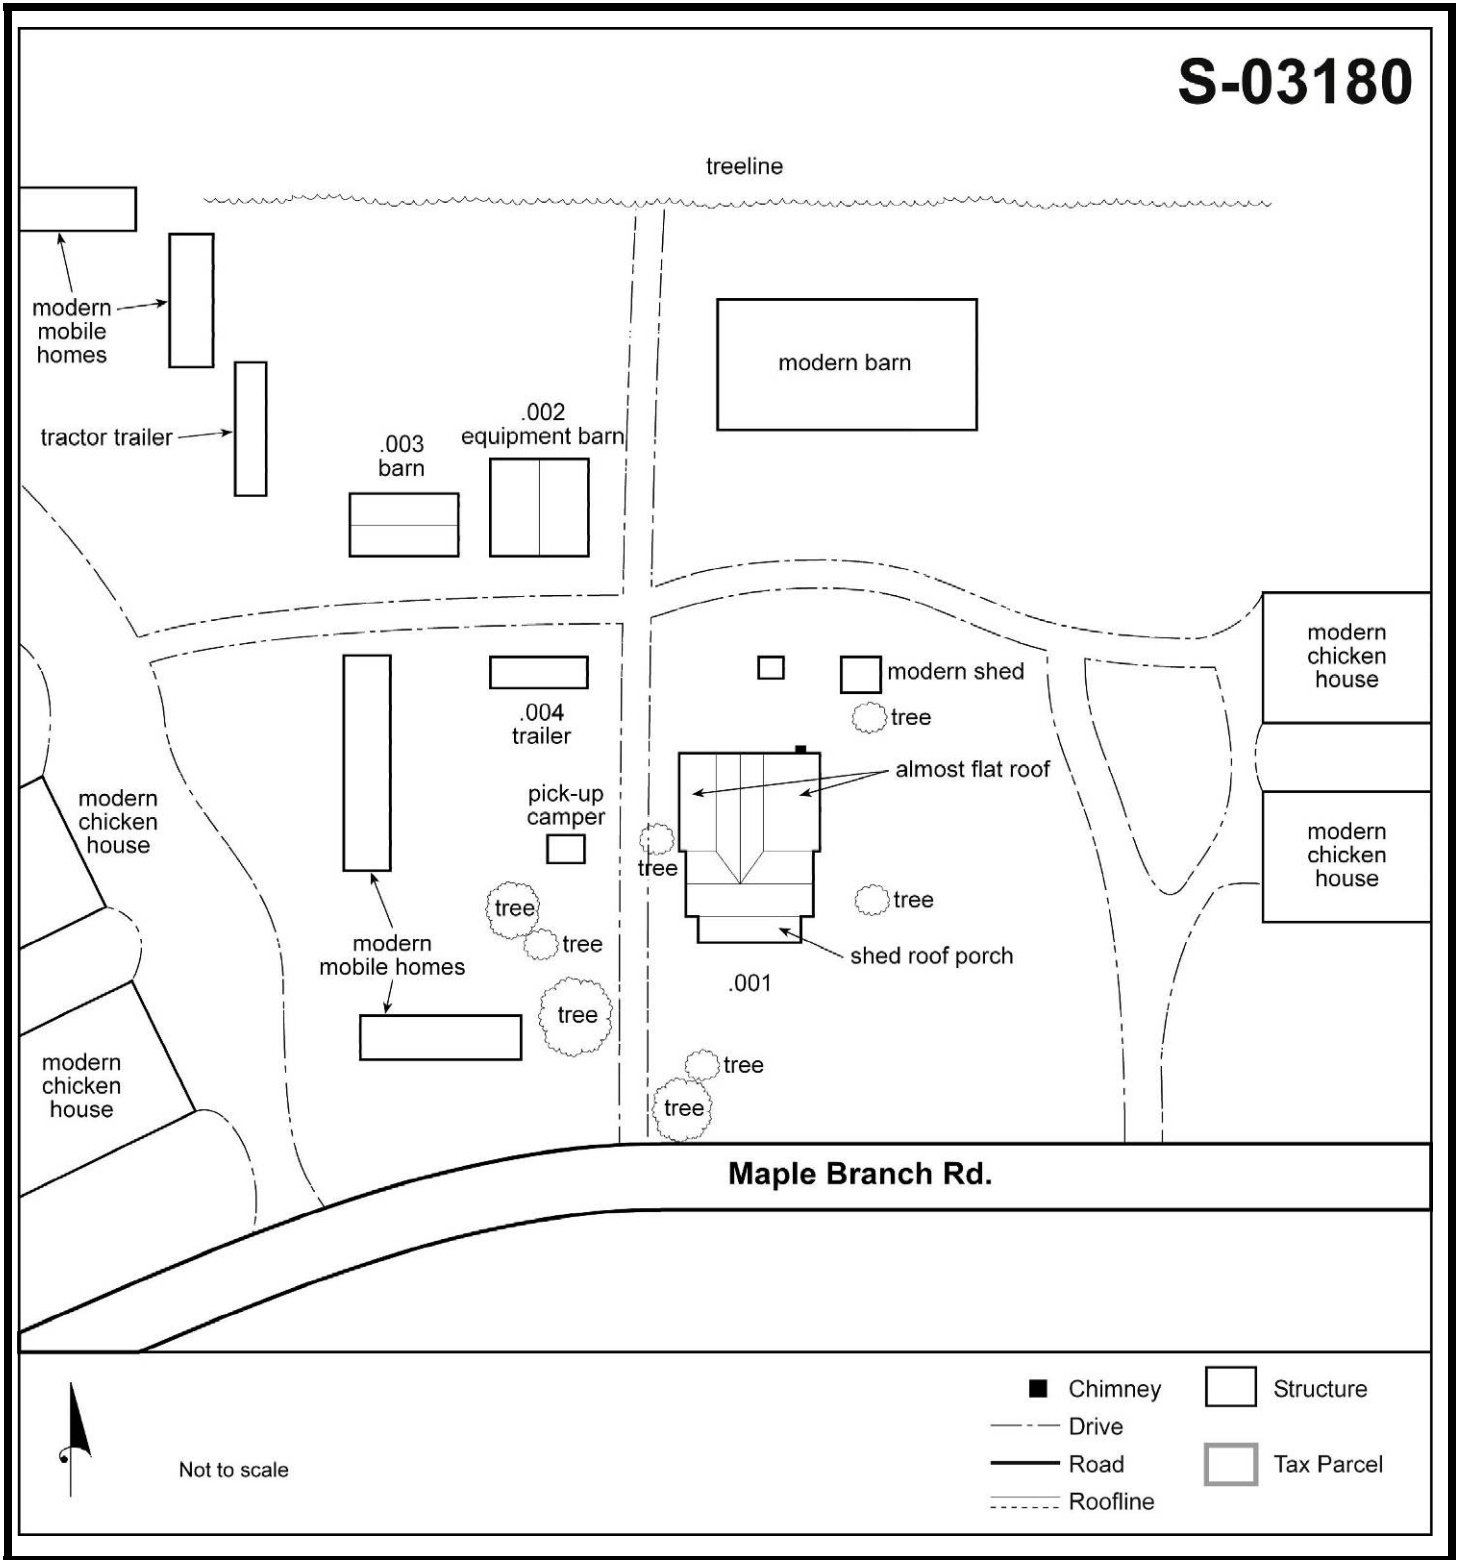 S-03180
treeline
modern
mobile
homes
modern barn
tractor trailer
.003
barn
.002
equipment barn
modern
chicken
house
modern shed
tree
.004
trailer
almost flat roof
pick-up
camper
modern
chicken
house
modern
chicken
house
tree
tree
tree
tree
modern
mobile homes
shed roof porch
.001
tree
modern
chicken
house
tree
tree
Maple Branch Rd.
Not to scale
Chimney
Drive
Road
Roofline
Structure
Tax Parcel